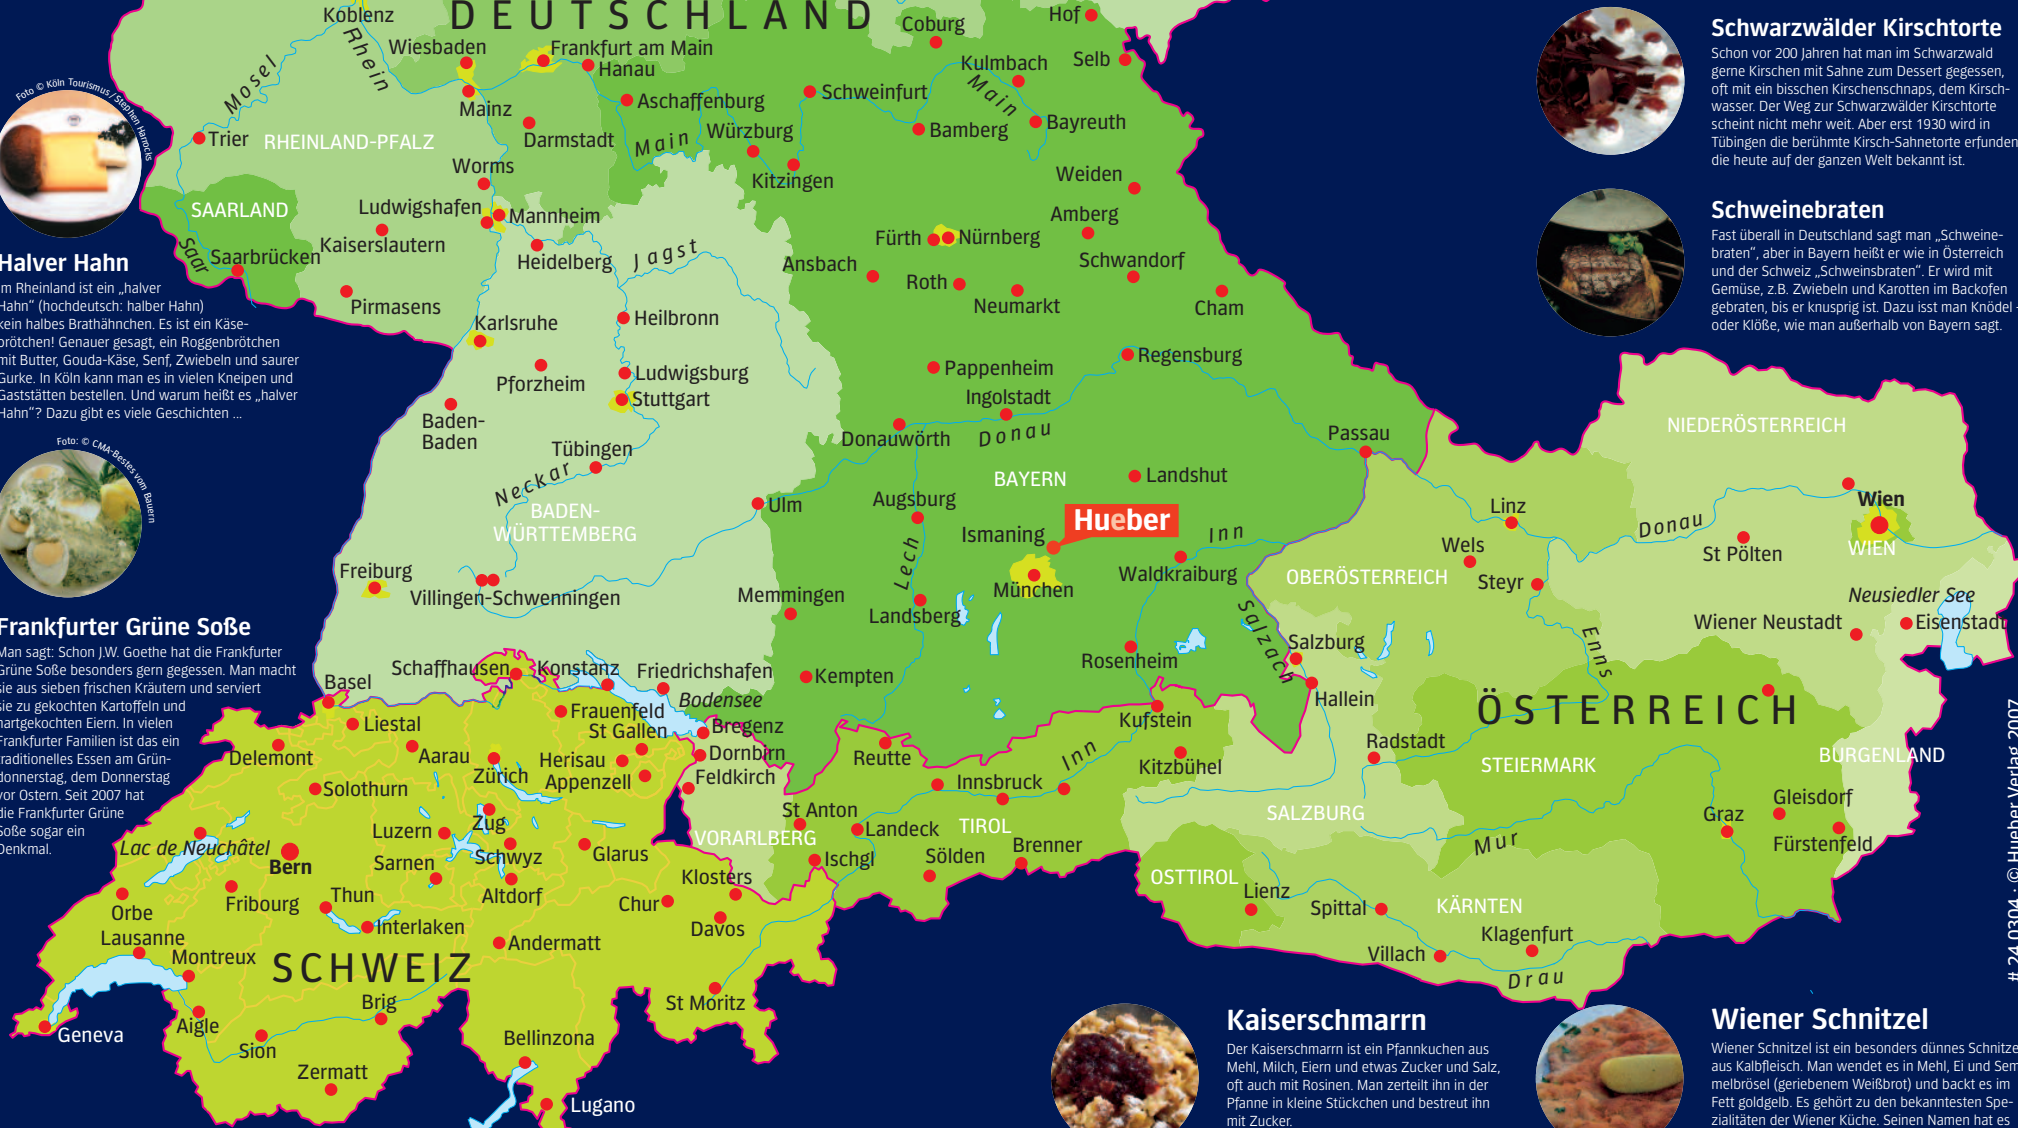 DEUTSCHLAND
Koblenz
Rhein
Mosel
Wiesbaden
Frankfurt am Main
Hanau
Coburg
Hof
Selb
Kulmbach
Main
Mainz
Aschaffenburg
Schweinfurt
Trier
RHEINLAND-PFALZ
Darmstadt
Main
Würzburg
Bamberg
Bayreuth
Worms
Kitzingen
Weiden
SAARLAND
Ludwigshafen
Mannheim
Amberg
Kaiserslautern
Fürth
Nürnberg
Saar
Saarbrücken
Heidelberg
Jagst
Ansbach
Schwandorf
Roth
Neumarkt
Cham
Pirmasens
Karlsruhe
Heilbronn
Regensburg
Pforzheim
Ludwigsburg
Pappenheim
Stuttgart
Ingolstadt
Baden-
Baden
Donauwörth
Donau
Passau
Tübingen
Neckar
BAYERN
Landshut
Ulm
Augsburg
BADEN-
WÜRTTEMBERG
Hueber
Ismaning
Inn
Lech
Freiburg
Villingen-Schwenningen
München
Waldkraiburg
Memmingen
Landsberg
Salzach
Rosenheim
Kempten
Schaffhausen
Konstanz
Friedrichshafen
Bodensee
NIEDERÖSTERREICH
Linz
Donau
Wien
WIEN
Wels
St Pölten
OBERÖSTERREICH
Steyr
Neusiedler See
Wiener Neustadt
Eisenstadt
Enns
Salzburg
Hallein
ÖSTERREICH
Kufstein
Radstadt
BURGENLAND
STEIERMARK
Reutte
Inn
Kitzbühel
Innsbruck
Bregenz
Dornbirn
Feldkirch
St Anton
Landeck
TIROL
SALZBURG
Gleisdorf
Graz
Fürstenfeld
VORARLBERG
Ischgl
Sölden
Brenner
Mur
OSTTIROL
Lienz
Spittal
KÄRNTEN
Klagenfurt
Villach
Drau
Basel
Liestal
Frauenfeld
St Gallen
Delemont
Aarau
Zürich
Herisau
Appenzell
Solothurn
Luzern
Zug
Lac de Neuchâtel
Bern
Sarnen
Schwyz
Glarus
Klosters
Orbe
Fribourg
Thun
Altdorf
Chur
Interlaken
Davos
Lausanne
Andermatt
Montreux
SCHWEIZ
Brig
St Moritz
Geneva
Aigle
Sion
Bellinzona
Zermatt
Lugano
Foto © Köln Tourismus / Stephen Harrocks
Halver Hahn
Im Rheinland ist ein „halver
Hahn“ (hochdeutsch: halber Hahn)
kein halbes Brathähnchen. Es ist ein Käse-
brötchen! Genauer gesagt, ein Roggenbrötchen
mit Butter, Gouda-Käse, Senf, Zwiebeln und saurer
Gurke. In Köln kann man es in vielen Kneipen und
Gaststätten bestellen. Und warum heißt es „halver
Hahn“? Dazu gibt es viele Geschichten ...
Foto: © CMA-Bestes vom Bauern
Frankfurter Grüne Soße
Man sagt: Schon J.W. Goethe hat die Frankfurter
Grüne Soße besonders gern gegessen. Man macht
sie aus sieben frischen Kräutern und serviert
sie zu gekochten Kartoffeln und
hartgekochten Eiern. In vielen
Frankfurter Familien ist das ein
traditionelles Essen am Grün-
donnerstag, dem Donnerstag
vor Ostern. Seit 2007 hat
die Frankfurter Grüne
Soße sogar ein
Denkmal.
Schwarzwälder Kirschtorte
Schon vor 200 Jahren hat man im Schwarzwald
gerne Kirschen mit Sahne zum Dessert gegessen,
oft mit ein bisschen Kirschenschnaps, dem Kirsch-
wasser. Der Weg zur Schwarzwälder Kirschtorte
scheint nicht mehr weit. Aber erst 1930 wird in
Tübingen die berühmte Kirsch-Sahnetorte erfunden
die heute auf der ganzen Welt bekannt ist.
Schweinebraten
Fast überall in Deutschland sagt man „Schweine-
braten“, aber in Bayern heißt er wie in Österreich
und der Schweiz „Schweinsbraten“. Er wird mit
Gemüse, z.B. Zwiebeln und Karotten im Backofen
gebraten, bis er knusprig ist. Dazu isst man Knödel -
oder Klöße, wie man außerhalb von Bayern sagt.
Kaiserschmarrn
Der Kaiserschmarrn ist ein Pfannkuchen aus
Mehl, Milch, Eiern und etwas Zucker und Salz,
oft auch mit Rosinen. Man zerteilt ihn in der
Pfanne in kleine Stückchen und bestreut ihn
mit Zucker.
Wiener Schnitzel
Wiener Schnitzel ist ein besonders dünnes Schnitze
aus Kalbfleisch. Man wendet es in Mehl, Ei und Sem
melbrösel (geriebenem Weißbrot) und backt es im
Fett goldgelb. Es gehört zu den bekanntesten Spe-
zialitäten der Wiener Küche. Seinen Namen hat es
# 24.0304 · © Hueber Verlag 2007